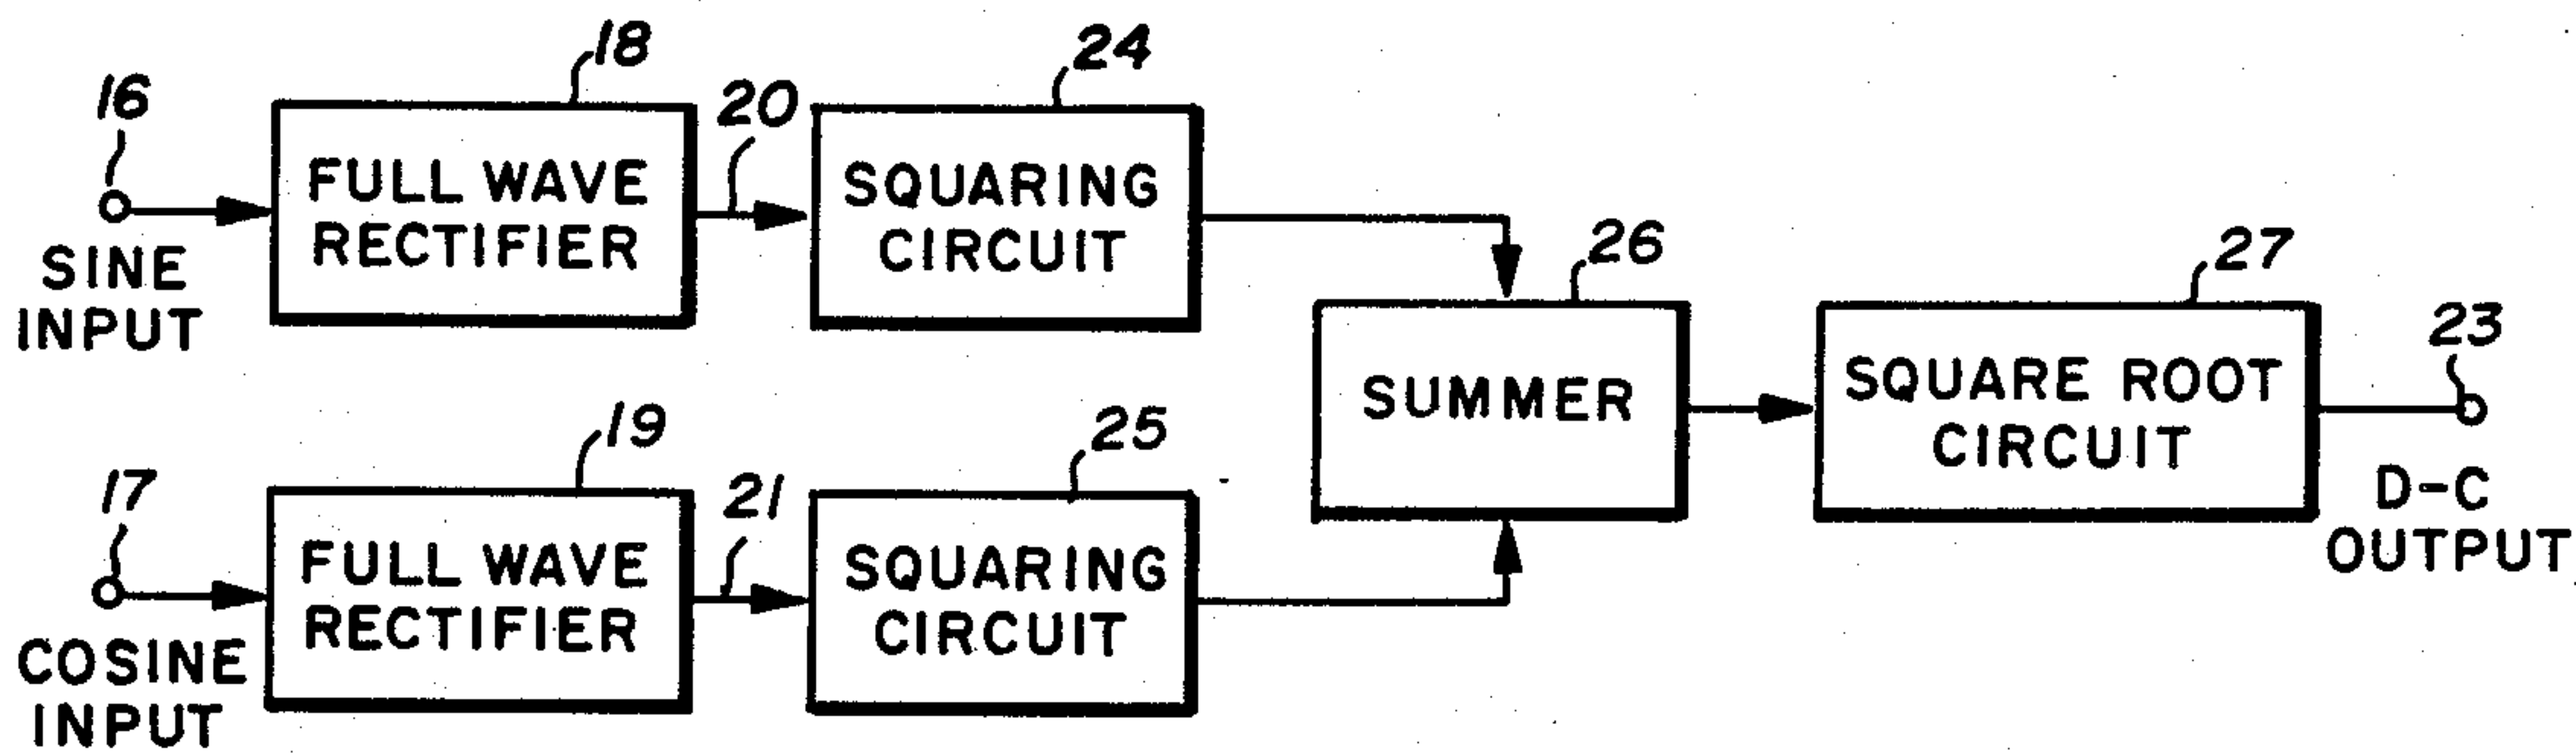 18
24
16
20
FULL WAVE
RECTIFIER
SQUARING
CIRCUIT
SINE
INPUT
26
27
23
SUMMER
SQUARE ROOT
CIRCUIT
D-C
OUTPUT
19
25
17
21
FULL WAVE
RECTIFIER
SQUARING
CIRCUIT
COSINE
INPUT